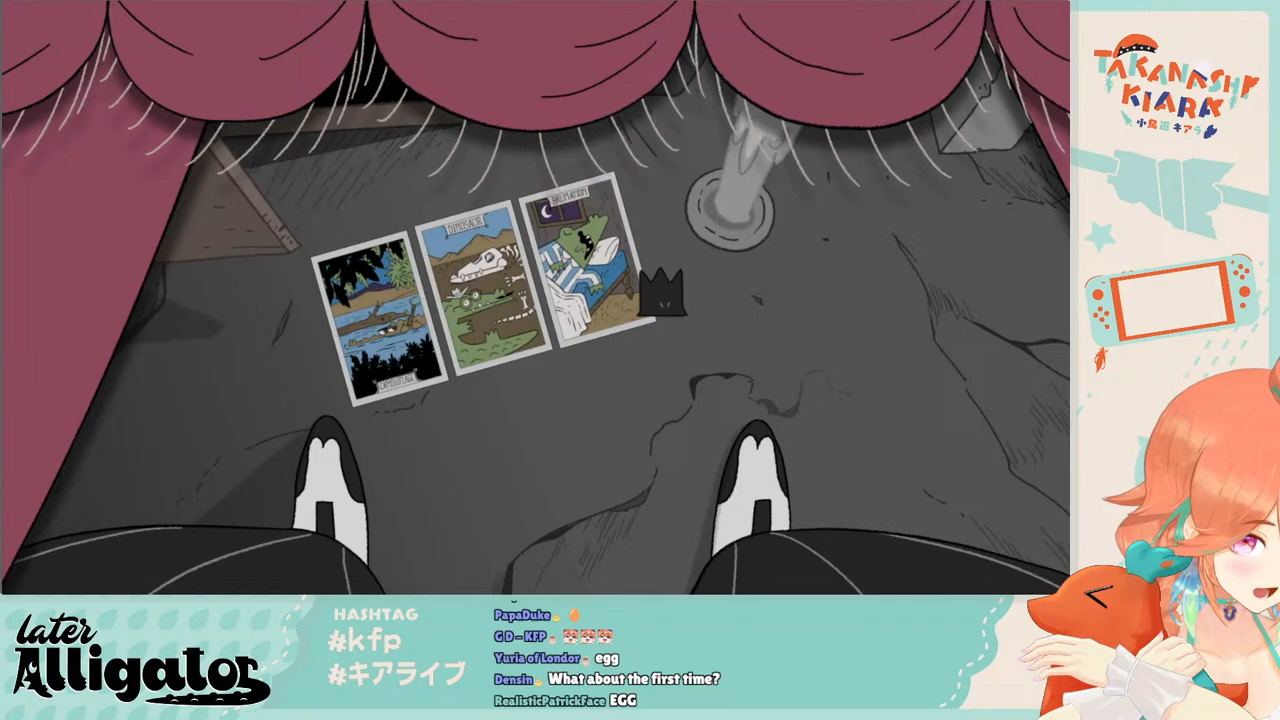 BRUMATION
DINOSAUR
CAMOUFLAGE
TAKANASHI
KIARA
小鳥遊キアラ
later
Alligator
HASHTAG
#kfp
#キアライブ
PapaDuke
GD-KFP
Yuria of Londor egg
Densin What about the first time?
RealisticPatrickFace EGG